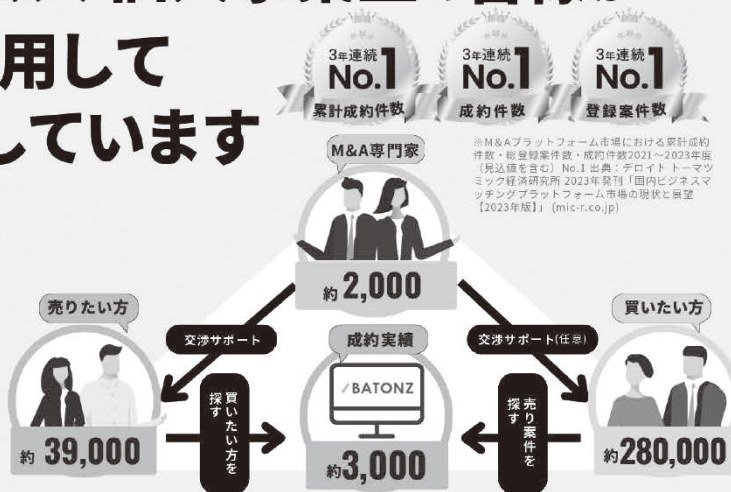 用して
しています
3年連続
No.1
累計成約件数
3年連続
No.1
成約件数
3年連続
No.1
登録案件数
※M&Aプラットフォーム市場における累計成約
件数・総登録案件数・成約件数2021〜2023年度
(見込値を含む) No.1 出典:デロイト トーマツ
ミック経済研究所 2023年発刊「国内ビジネスマ
ッチングプラットフォーム市場の現状と展望
【2023年版】」 (mic-r.co.jp)
M&A専門家
約2,000
売りたい方
交渉サポート
成約実績
交渉サポート(任意)
買いたい方
/BATONZ
買いたい方を
探す
売り案件を
探す
約 39,000
約3,000
約280,000